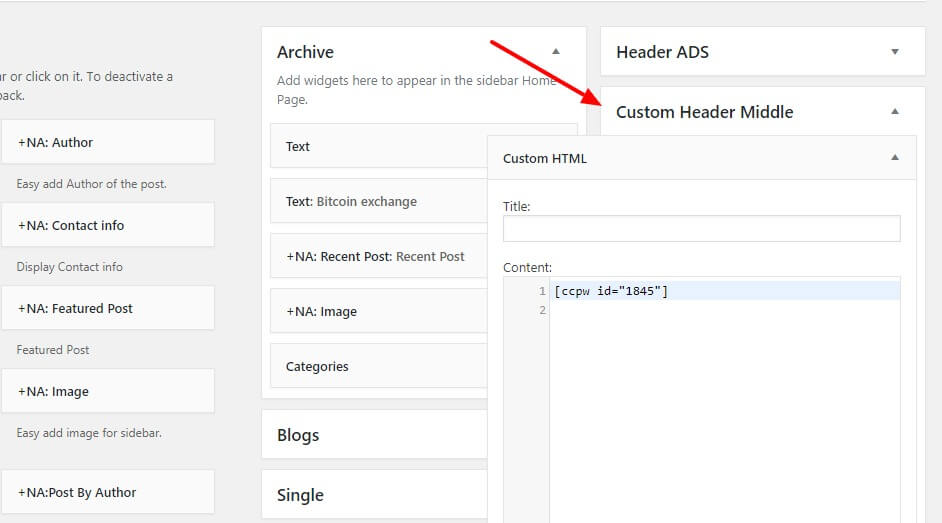 ar or click on it. To deactivate a
back.
+NA: Author
Easy add Author of the post.
+NA: Contact info
Display Contact info
+NA: Featured Post
Featured Post
+NA: Image
Easy add image for sidebar.
+NA:Post By Author
Archive
Add widgets here to appear in the sidebar Home
Page.
Text
Text: Bitcoin exchange
+NA: Recent Post: Recent Post
+NA: Image
Categories
Blogs
Single
Header ADS
Custom Header Middle
Custom HTML
Title:
Content:
1 [ccpw id="1845"]
2